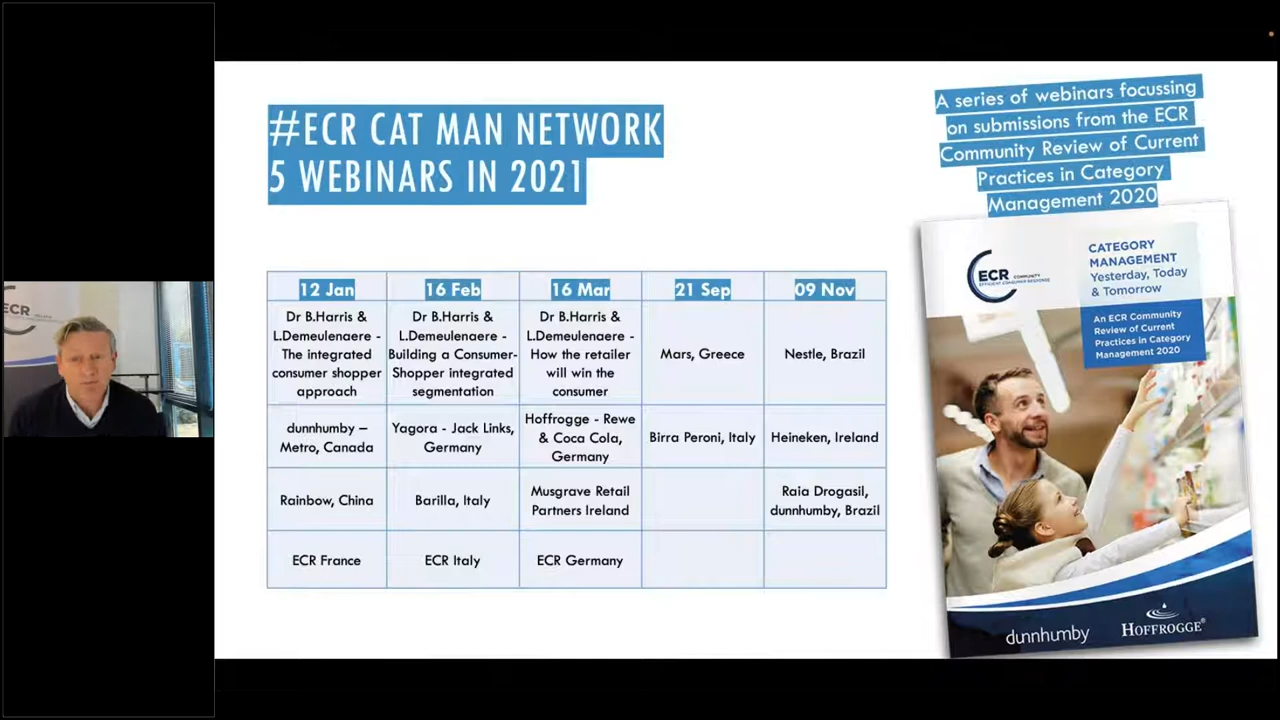 #ECR CAT MAN NETWORK
5 WEBINARS IN 2021
A series of webinars focussing
on submissions from the ECR
Community Review of Current
Practices in Category
Management 2020
12 Jan
16 Feb
16 Mar
21 Sep
09 Nov
Dr B.Harris &
L.Demeulenaere -
The integrated
consumer shopper
approach
Dr B.Harris &
L.Demeulenaere -
Building a Consumer-
Shopper integrated
segmentation
Dr B.Harris &
L.Demeulenaere -
How the retailer
will win the
consumer
Mars, Greece
Nestle, Brazil
dunnhumby –
Metro, Canada
Yagora - Jack Links,
Germany
Hoffrogge - Rewe
& Coca Cola,
Germany
Birra Peroni, Italy
Heineken, Ireland
Rainbow, China
Barilla, Italy
Musgrave Retail
Partners Ireland
Raia Drogasil,
dunnhumby, Brazil
ECR France
ECR Italy
ECR Germany
ECR COMMUNITY
EFFICIENT CONSUMER RESPONSE
CATEGORY
MANAGEMENT
Yesterday, Today
& Tomorrow
An ECR Community
Review of Current
Practices in Category
Management 2020
dunnhumby
HOFFROGGE®
ECR